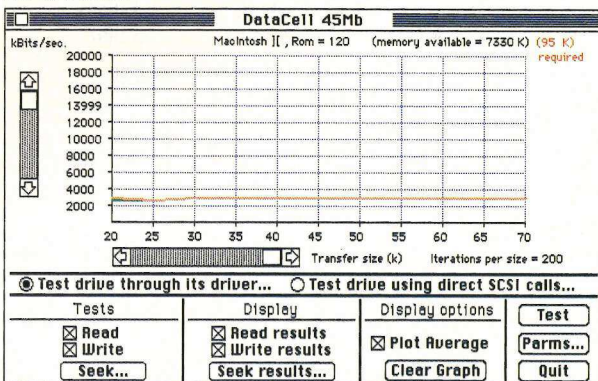 DataCell 45Mb
kBits/sec.
MacIntosh ][ , Rom = 120 (memory available = 7330 K) (95 K)
required
20000
18000
16000
13999
12000
10000
8000
6000
4000
2000
20 25 30 35 40 45 50 55 60 65 70
Transfer size (k) Iterations per size = 200
Test drive through its driver... Test drive using direct SCSI calls...
Tests
Read
Write
Seek...
Display
Read results
Write results
Seek results...
Display options
Plot Average
Clear Graph
Test
Parms...
Quit